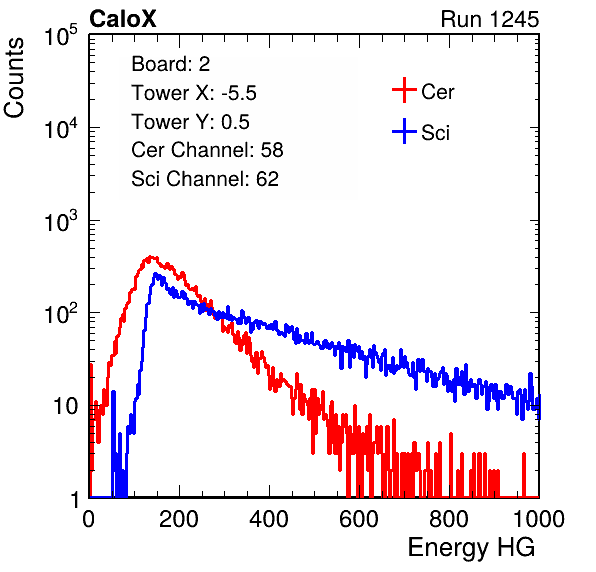 CaloX Run 1245
Counts
Board: 2
Tower X: -5.5
Tower Y: 0.5
Cer Channel: 58
Sci Channel: 62
Cer
Sci
10^5
10^4
10^3
10^2
10
1
0 200 400 600 800 1000
Energy HG